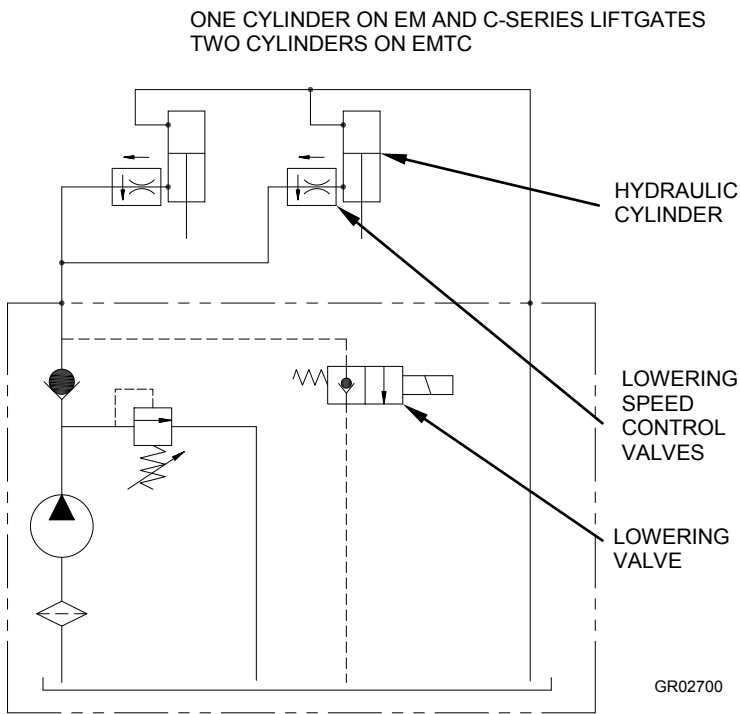 ONE CYLINDER ON EM AND C-SERIES LIFTGATES
TWO CYLINDERS ON EMTC
HYDRAULIC
CYLINDER
LOWERING
SPEED
CONTROL
VALVES
LOWERING
VALVE
GR02700